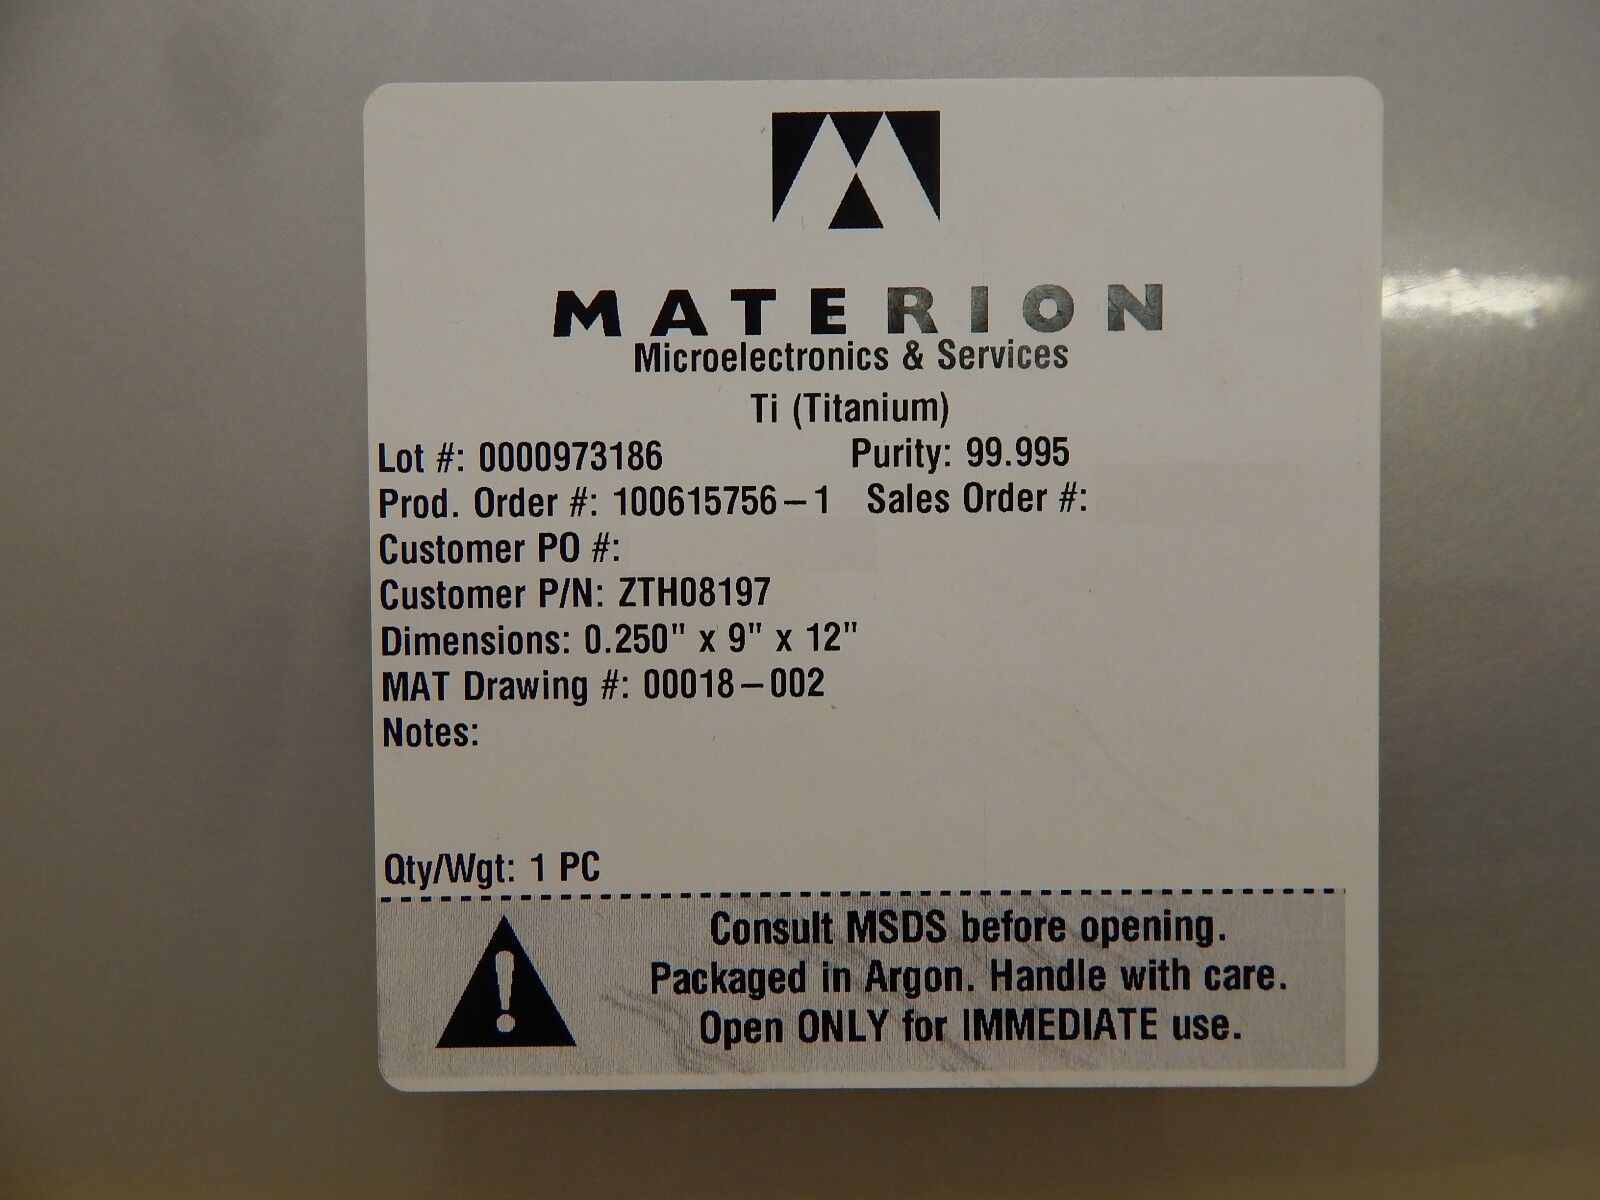 MATERION
Microelectronics & Services
Ti (Titanium)
Lot #: 0000973186 Purity: 99.995
Prod. Order #: 100615756-1 Sales Order #:
Customer PO #:
Customer P/N: ZTH08197
Dimensions: 0.250" x 9" x 12"
MAT Drawing #: 00018-002
Notes:
Qty/Wgt: 1 PC
Consult MSDS before opening.
Packaged in Argon. Handle with care.
Open ONLY for IMMEDIATE use.